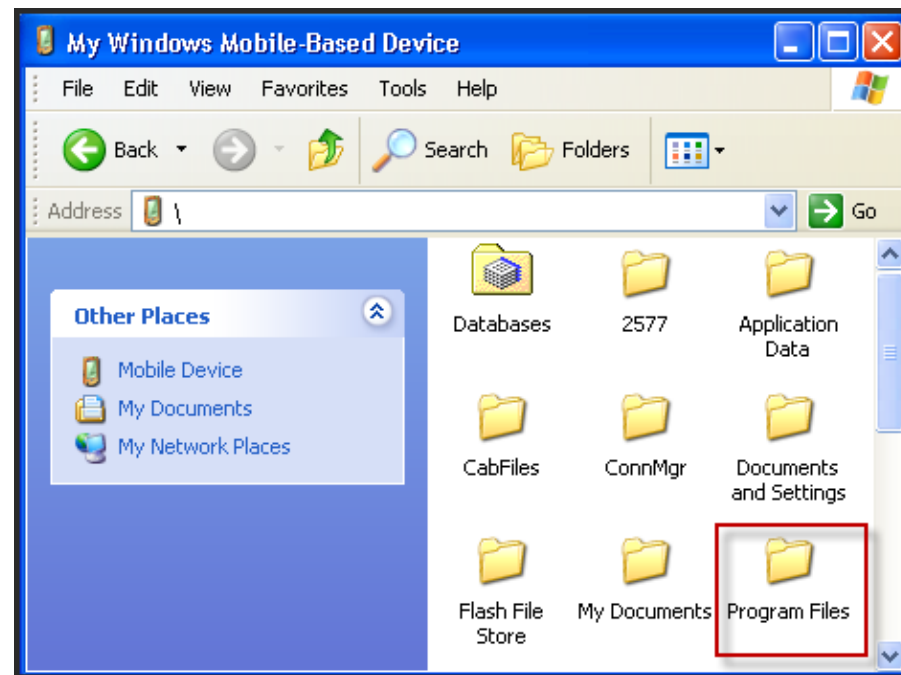 My Windows Mobile-Based Device
File Edit View Favorites Tools Help
Back Search Folders
Address \ Go
Other Places
Mobile Device
My Documents
My Network Places
Databases 2577 Application
Data
CabFiles ConnMgr Documents
and Settings
Flash File My Documents Program Files
Store